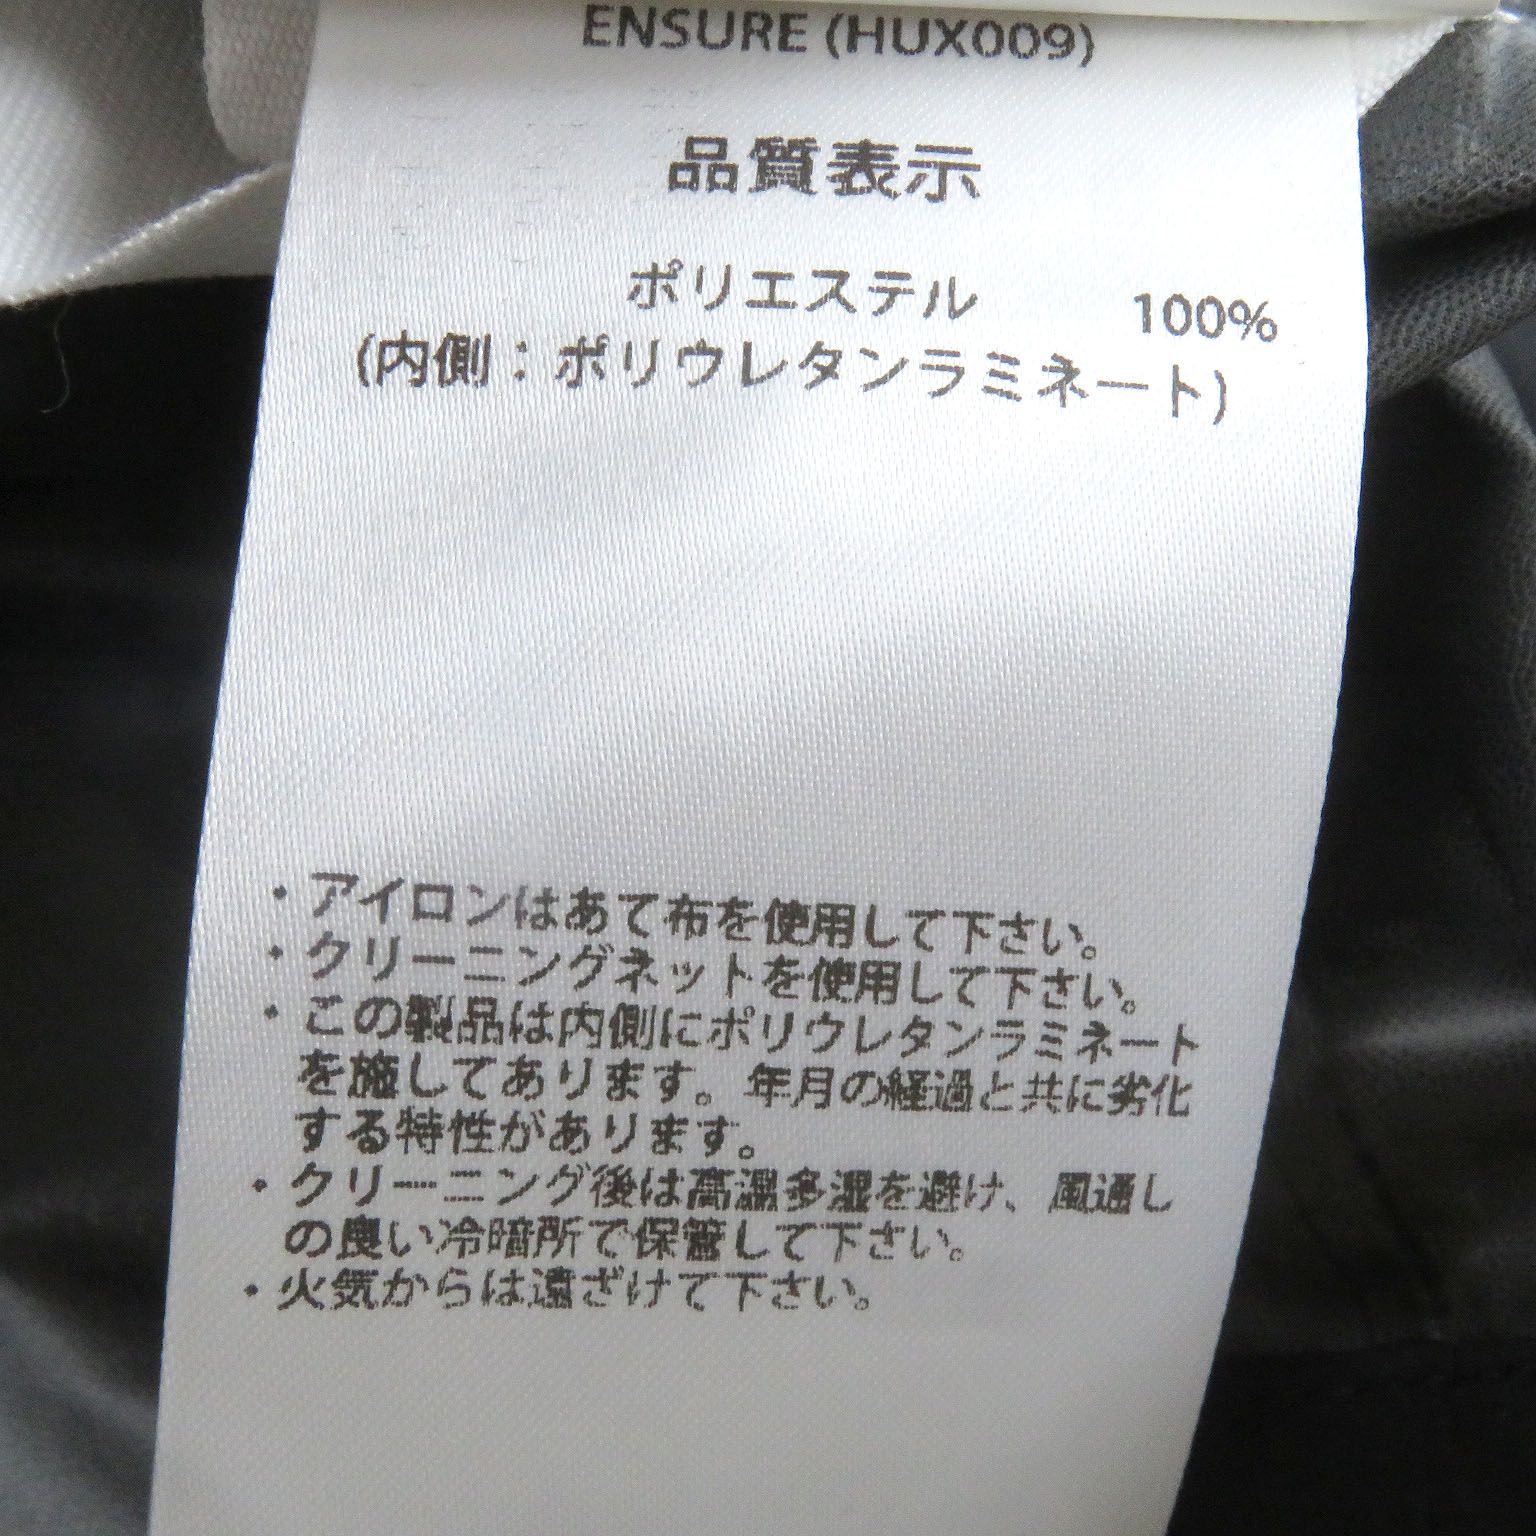 ENSURE (HUX009)
品質表示
ポリエステル 100%
(内側：ポリウレタンラミネート)
・アイロンはあて布を使用して下さい。
・クリーニングネットを使用して下さい。
・この製品は内側にポリウレタンラミネート
を施してあります。年月の経過と共に劣化
する特性があります。
・クリーニング後は高温多湿を避け、風通し
の良い冷暗所で保管して下さい。
・火気からは遠ざけて下さい。